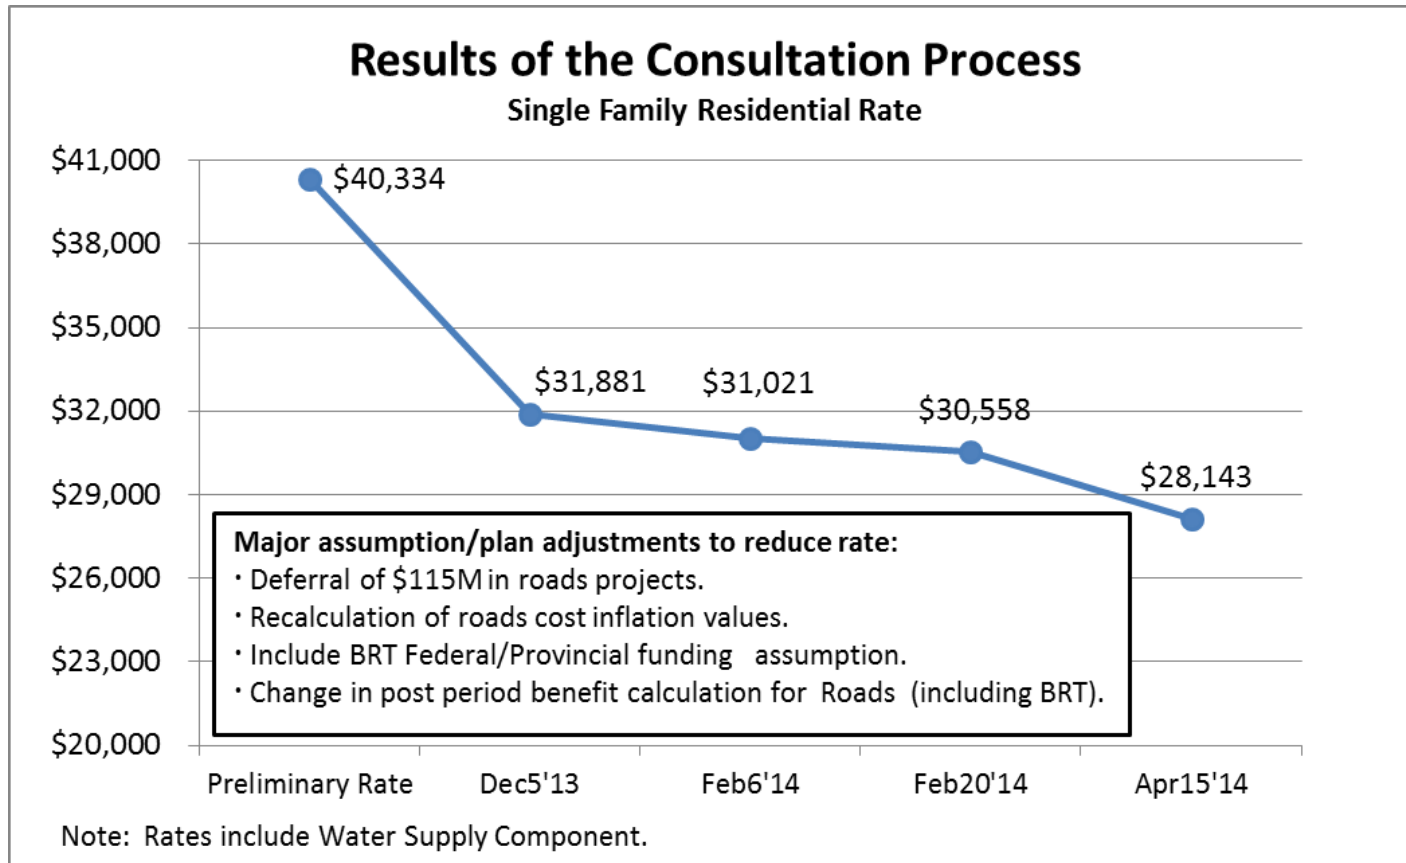 Results of the Consultation Process
Single Family Residential Rate
$41,000
$40,334
$38,000
$35,000
$31,881
$31,021
$32,000
$30,558
$28,143
$29,000
Major assumption/plan adjustments to reduce rate:
· Deferral of $115M in roads projects.
$26,000
· Recalculation of roads cost inflation values.
· Include BRT Federal/Provincial funding assumption.
$23,000
· Change in post period benefit calculation for Roads (including BRT).
$20,000
Preliminary Rate Dec5'13 Feb6'14 Feb20'14 Apr15'14
Note: Rates include Water Supply Component.